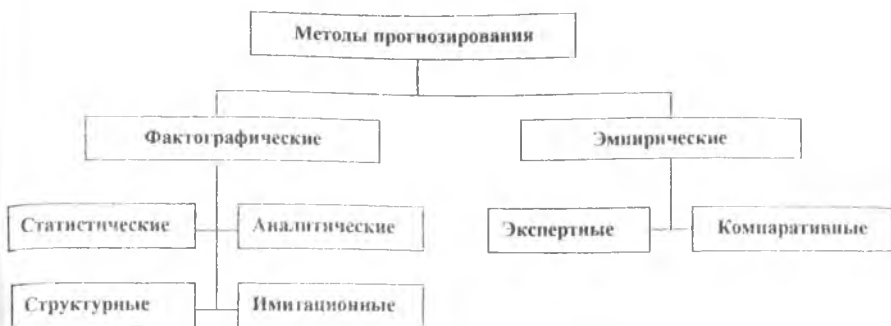 Методы прогнозирования
Фактографические
Эмпирические
Статистические
Аналитические
Экспертные
Компаративные
Структурные
Имитационные